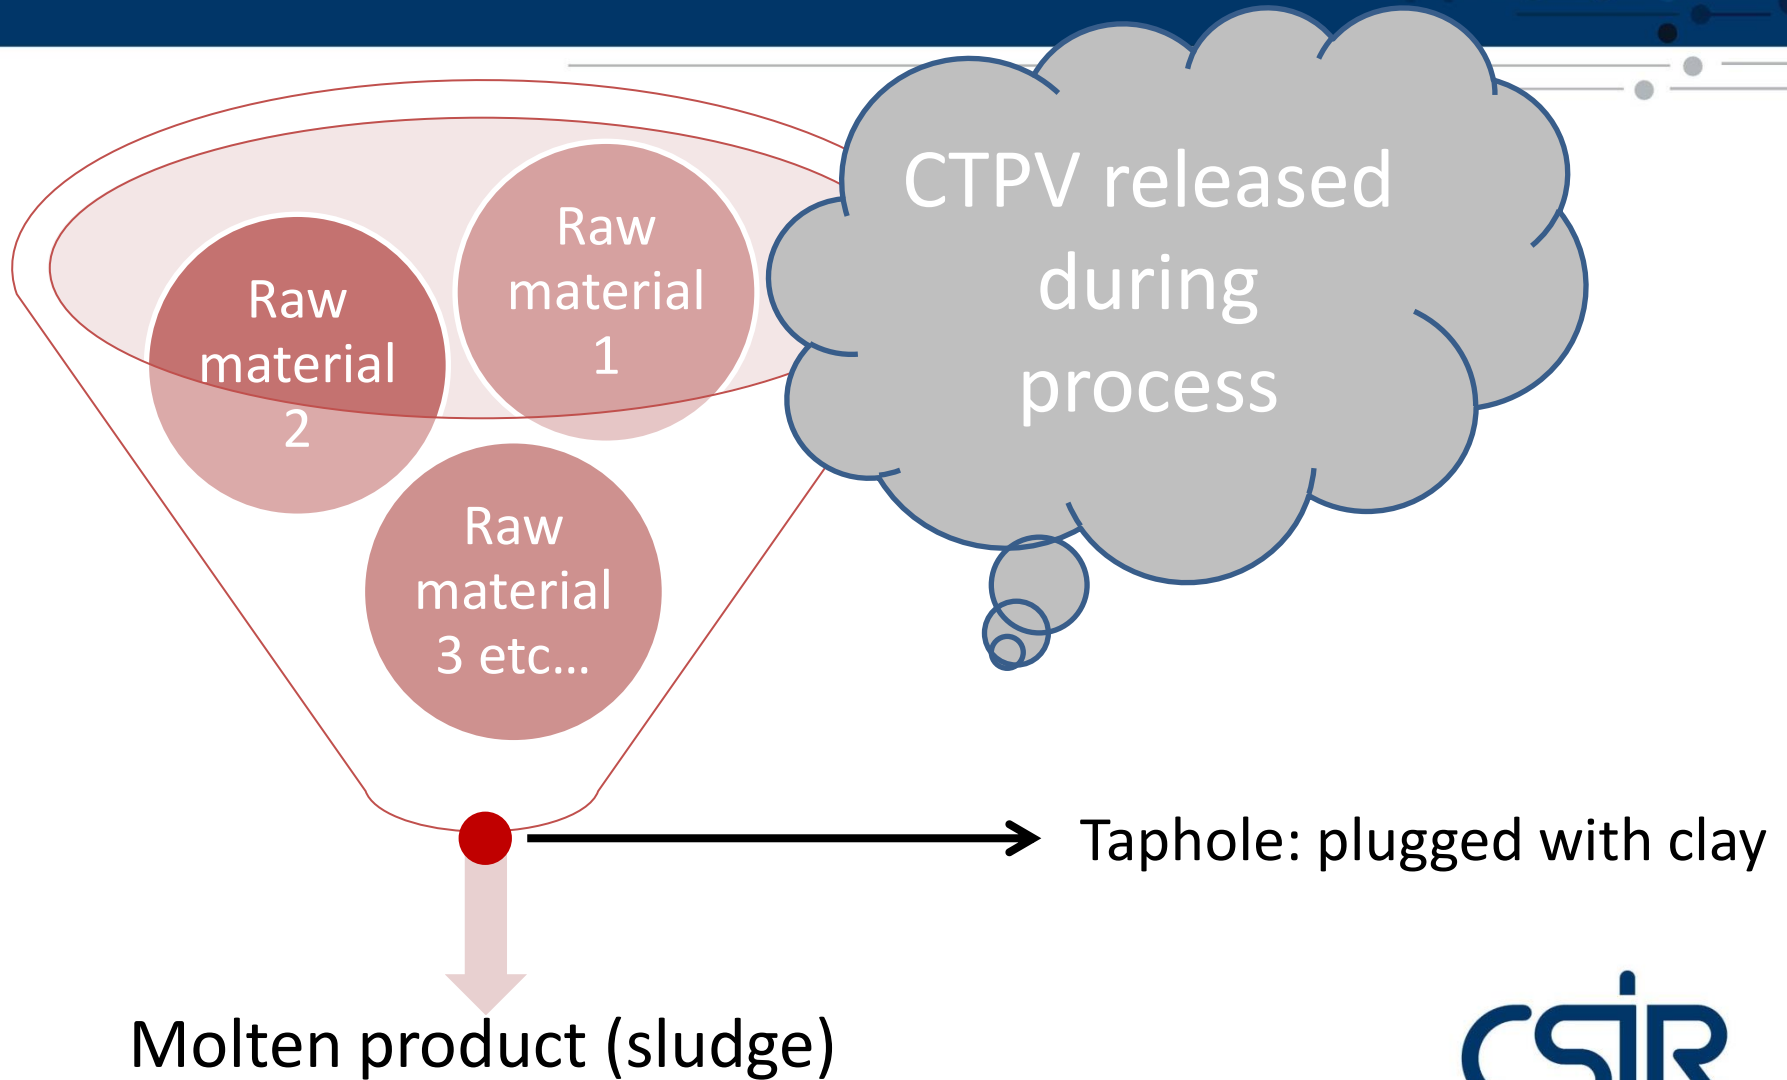 CTPV released
during
process
Raw
material
1
Raw
material
2
Raw
material
3 etc...
Taphole: plugged with clay
Molten product (sludge)
CSIR